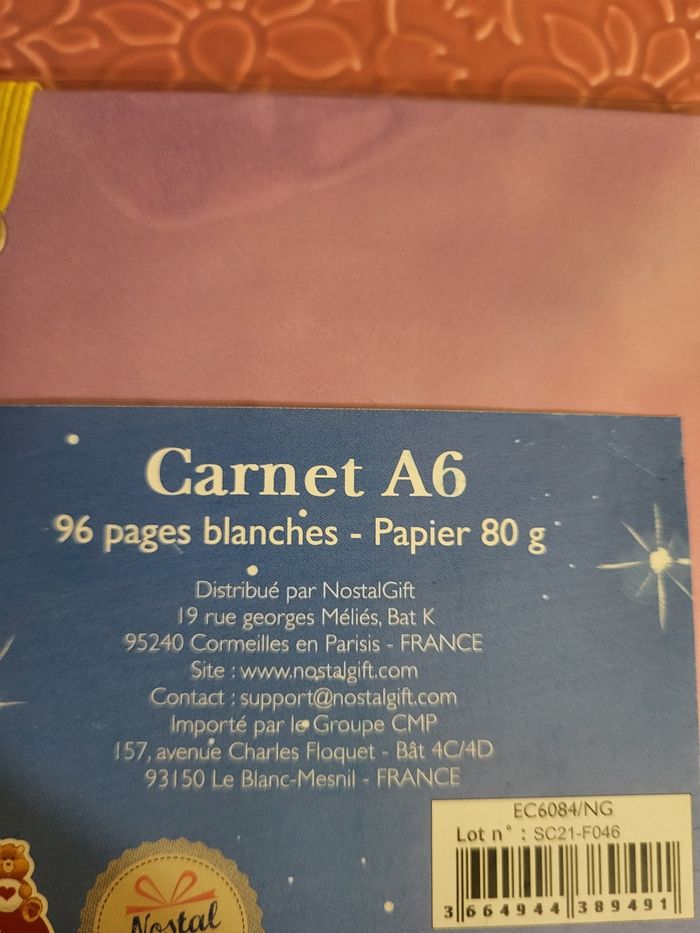 Carnet A6
96 pages blanches - Papier 80 g
Distribué par NostalGift
19 rue georges Méliés, Bat K
95240 Cormeilles en Parisis - FRANCE
Site : www.nostalgift.com
Contact : support@nostalgift.com
Importé par le Groupe CMP
157, avenue Charles Floquet - Bât 4C/4D
93150 Le Blanc-Mesnil - FRANCE
EC6084/NG
Lot n° : SC21-F046
3 664944 389491
Nostal